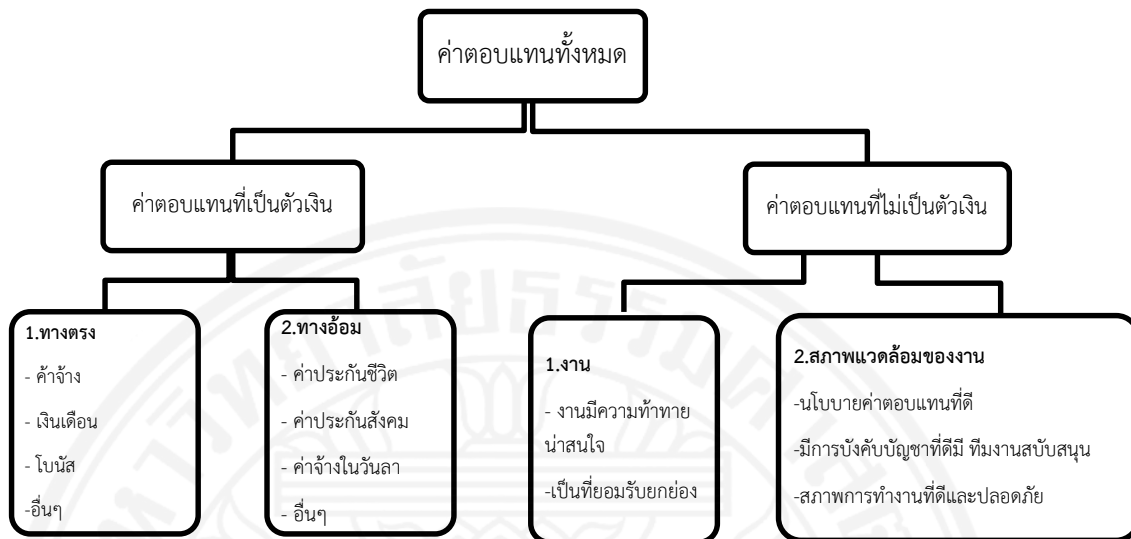 ค่าตอบแทนทั้งหมด
ค่าตอบแทนที่เป็นตัวเงิน
ค่าตอบแทนที่ไม่เป็นตัวเงิน
1.ทางตรง
- ค้าจ้าง
- เงินเดือน
- โบนัส
-อื่นๆ
2.ทางอ้อม
- ค่าประกันชีวิต
- ค่าประกันสังคม
- ค่าจ้างในวันลา
- อื่นๆ
1.งาน
- งานมีความท้าทาย
น่าสนใจ
-เป็นที่ยอมรับยกย่อง
2.สภาพแวดล้อมของงาน
-นโบบายค่าตอบแทนที่ดี
-มีการบังคับบัญชาที่ดีมี ทีมงานสบับสนุน
-สภาพการทำงานที่ดีและปลอดภัย